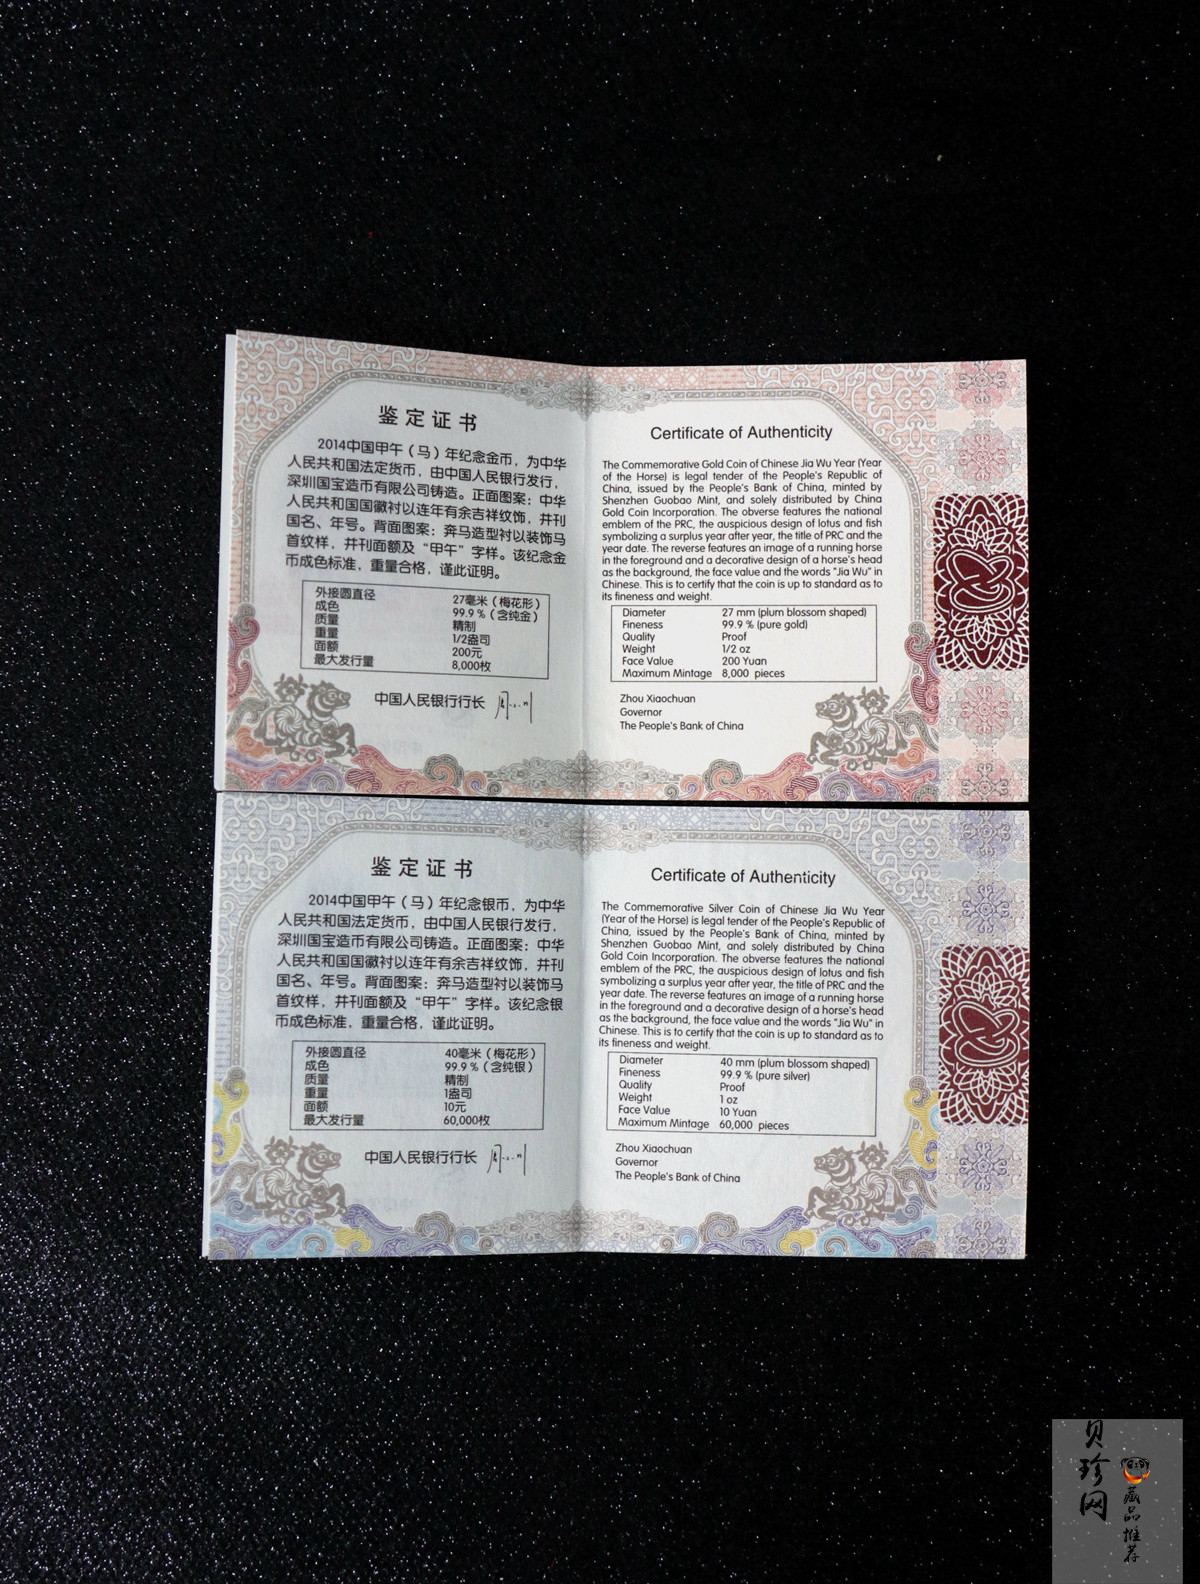 鉴定证书
2014中国甲午（马）年纪念金币，为中华
人民共和国法定货币，由中国人民银行发行，
深圳国宝造币有限公司铸造。正面图案：中华
人民共和国国徽衬以连年有余吉祥纹饰，并刊
国名、年号。背面图案：奔马造型衬以装饰马
首纹样，并刊面额及“甲午”字样。该纪念金
币成色标准，重量合格，谨此证明。
外接圆直径 27毫米（梅花形）
成色 99.9％（含纯金）
质量 精制
重量 1/2盎司
面额 200元
最大发行量 8,000枚
中国人民银行行长
Certificate of Authenticity
The Commemorative Gold Coin of Chinese Jia Wu Year (Year
of the Horse) is legal tender of the People's Republic of
China, issued by the People's Bank of China, minted by
Shenzhen Guobao Mint, and solely distributed by China
Gold Coin Incorporation. The obverse features the national
emblem of the PRC, the auspicious design of lotus and fish
symbolizing a surplus year after year, the title of PRC and the
year date. The reverse features an image of a running horse
in the foreground and a decorative design of a horse's head
as the background, the face value and the words "Jia Wu" in
Chinese. This is to certify that the coin is up to standard as to
its fineness and weight.
Diameter 27 mm (plum blossom shaped)
Fineness 99.9 % (pure gold)
Quality Proof
Weight 1/2 oz
Face Value 200 Yuan
Maximum Mintage 8,000 pieces
Zhou Xiaochuan
Governor
The People's Bank of China
鉴定证书
2014中国甲午（马）年纪念银币，为中华
人民共和国法定货币，由中国人民银行发行，
深圳国宝造币有限公司铸造。正面图案：中华
人民共和国国徽衬以连年有余吉祥纹饰，并刊
国名、年号。背面图案：奔马造型衬以装饰马
首纹样，并刊面额及“甲午”字样。该纪念银
币成色标准，重量合格，谨此证明。
外接圆直径 40毫米（梅花形）
成色 99.9％（含纯银）
质量 精制
重量 1盎司
面额 10元
最大发行量 60,000枚
中国人民银行行长
Certificate of Authenticity
The Commemorative Silver Coin of Chinese Jia Wu Year
(Year of the Horse) is legal tender of the People's Republic of
China, issued by the People's Bank of China, minted by
Shenzhen Guobao Mint, and solely distributed by China
Gold Coin Incorporation. The obverse features the national
emblem of the PRC, the auspicious design of lotus and fish
symbolizing a surplus year after year, the title of PRC and the
year date. The reverse features an image of a running horse
in the foreground and a decorative design of a horse's head
as the background, the face value and the words "Jia Wu" in
Chinese. This is to certify that the coin is up to standard as to
its fineness and weight.
Diameter 40 mm (plum blossom shaped)
Fineness 99.9 % (pure silver)
Quality Proof
Weight 1 oz
Face Value 10 Yuan
Maximum Mintage 60,000 pieces
Zhou Xiaochuan
Governor
The People's Bank of China
贝珍网
藏品推荐